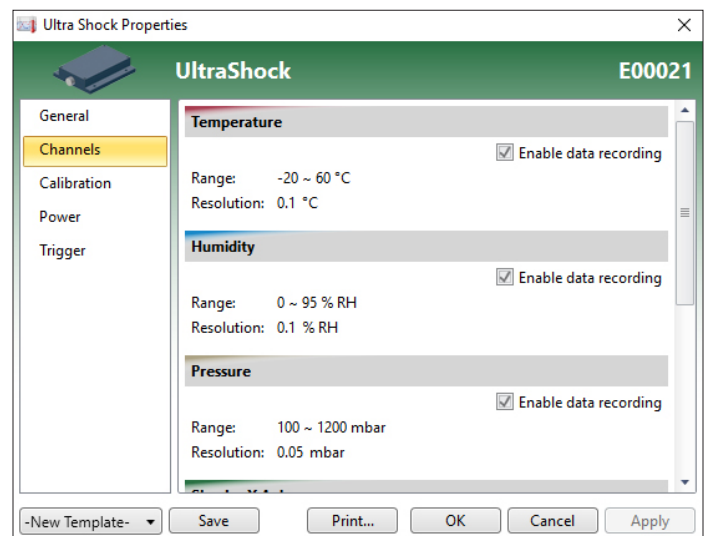 Ultra Shock Properties
UltraShock E00021
General
Channels
Calibration
Power
Trigger
Temperature
Enable data recording
Range: -20 ~ 60 °C
Resolution: 0.1 °C
Humidity
Enable data recording
Range: 0 ~ 95 % RH
Resolution: 0.1 % RH
Pressure
Enable data recording
Range: 100 ~ 1200 mbar
Resolution: 0.05 mbar
-New Template- Save Print... OK Cancel Apply